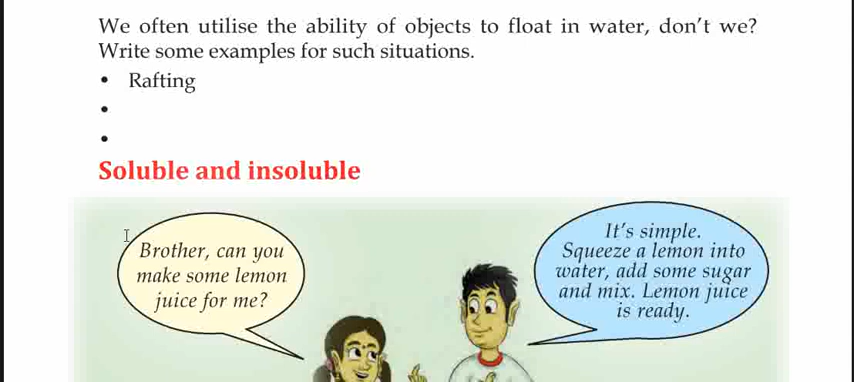 We often utilise the ability of objects to float in water, don't we?
Write some examples for such situations.
• Rafting
•
•
Soluble and insoluble
Brother, can you
make some lemon
juice for me?
It's simple.
Squeeze a lemon into
water, add some sugar
and mix. Lemon juice
is ready.